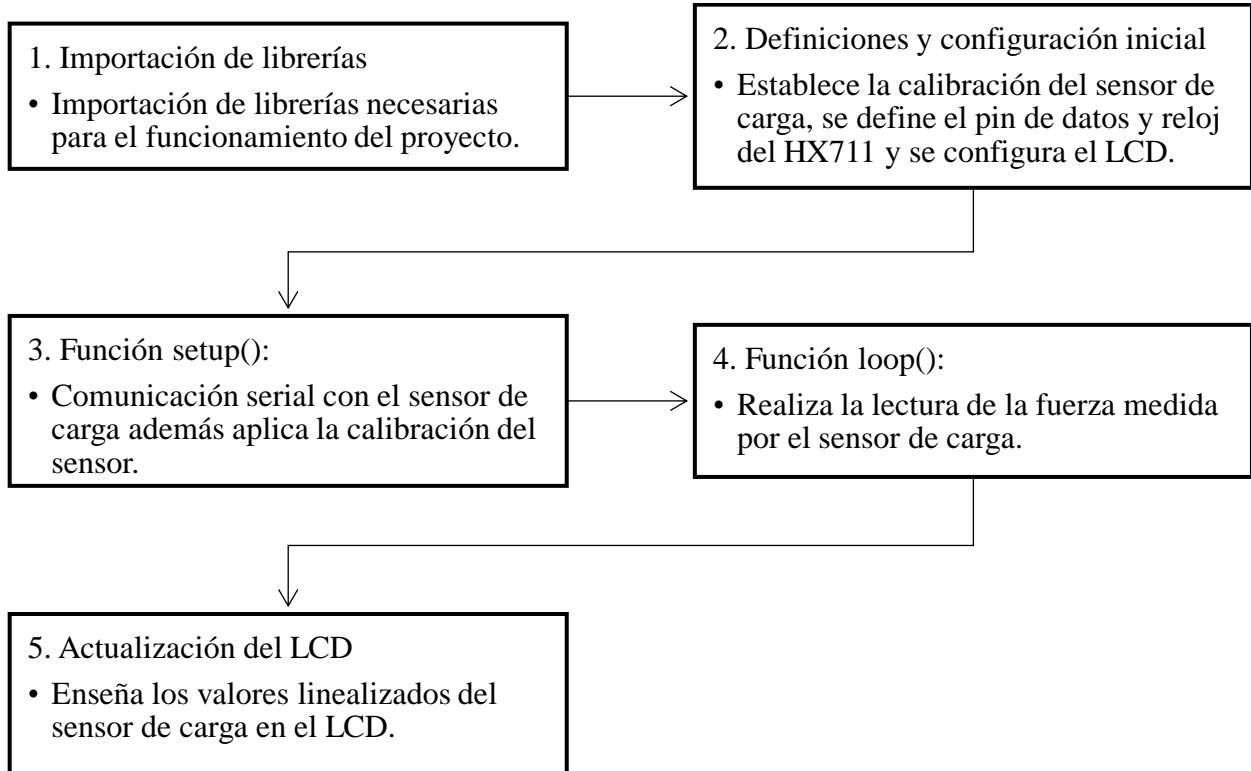 1. Importación de librerías
• Importación de librerías necesarias
para el funcionamiento del proyecto.
2. Definiciones y configuración inicial
• Establece la calibración del sensor de
carga, se define el pin de datos y reloj
del HX711 y se configura el LCD.
3. Función setup():
• Comunicación serial con el sensor de
carga además aplica la calibración del
sensor.
4. Función loop():
• Realiza la lectura de la fuerza medida
por el sensor de carga.
5. Actualización del LCD
• Enseña los valores linealizados del
sensor de carga en el LCD.